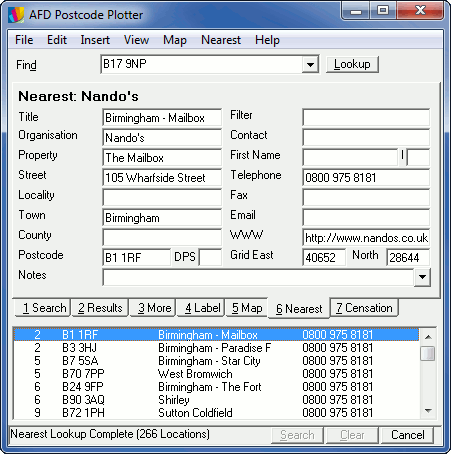 AFD Postcode Plotter
File Edit Insert View Map Nearest Help
Find B17 9NP Lookup
Nearest: Nando's
Title Birmingham - Mailbox Filter
Organisation Nando's Contact
Property The Mailbox First Name I
Street 105 Wharfside Street Telephone 0800 975 8181
Locality Fax
Town Birmingham Email
County WWW http://www.nandos.co.uk
Postcode B1 1RF DPS Grid East 40652 North 28644
Notes
1 Search 2 Results 3 More 4 Label 5 Map 6 Nearest 7 Censation
2 B1 1RF Birmingham - Mailbox 0800 975 8181
2 B3 3HJ Birmingham - Paradise F 0800 975 8181
5 B7 5SA Birmingham - Star City 0800 975 8181
5 B70 7PP West Bromwich 0800 975 8181
6 B24 9FP Birmingham - The Fort 0800 975 8181
6 B90 3AQ Shirley 0800 975 8181
9 B72 1PH Sutton Coldfield 0800 975 8181
Nearest Lookup Complete (266 Locations) Search Clear Cancel